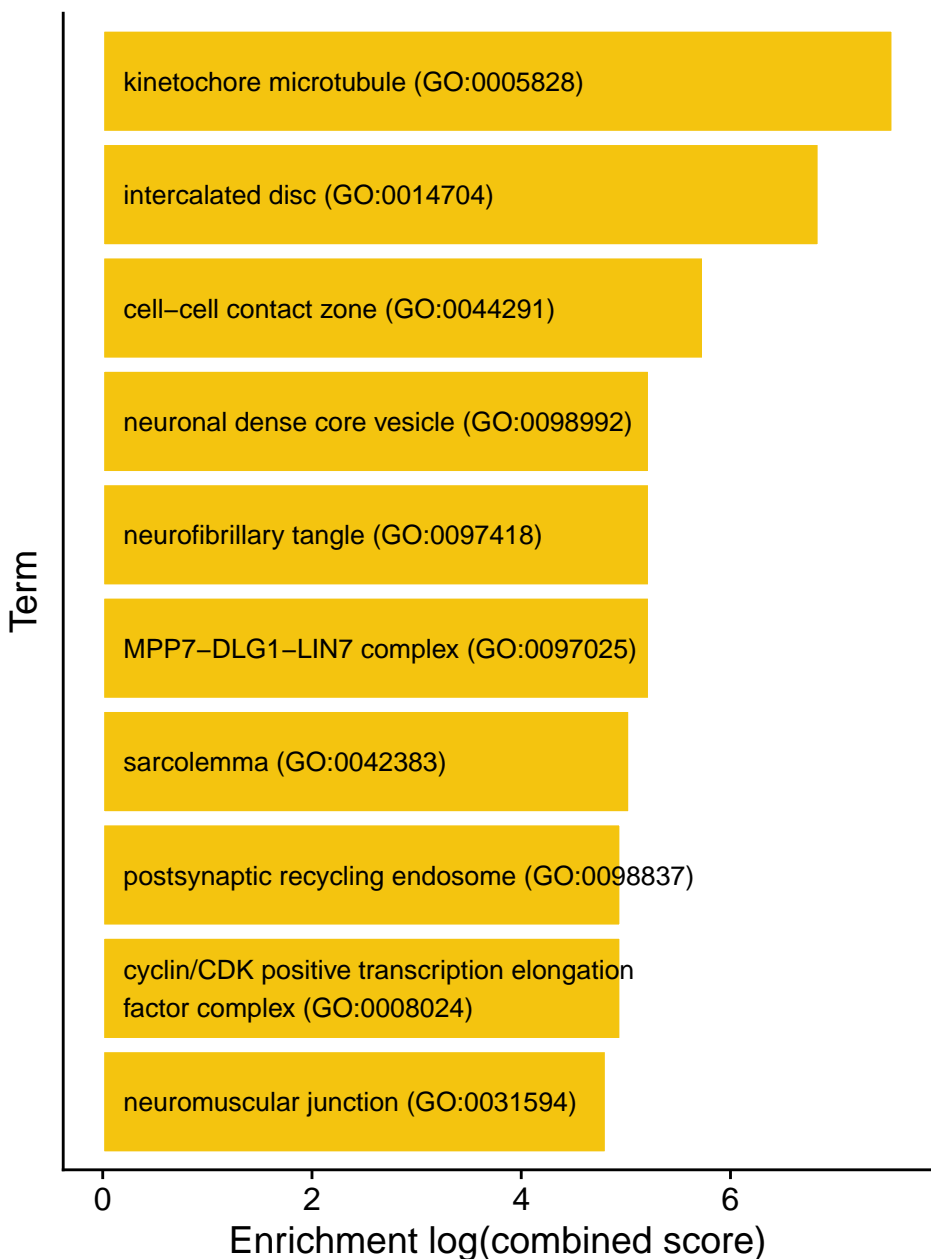 kinetochore microtubule (GO:0005828)
intercalated disc (GO:0014704)
cell−cell contact zone (GO:0044291)
neuronal dense core vesicle (GO:0098992)
neurofibrillary tangle (GO:0097418)
MPP7−DLG1−LIN7 complex (GO:0097025)
sarcolemma (GO:0042383)
postsynaptic recycling endosome (GO:0098837)
cyclin/CDK positive transcription elongation
factor complex (GO:0008024)
neuromuscular junction (GO:0031594)
Term
0 2 4 6
Enrichment log(combined score)